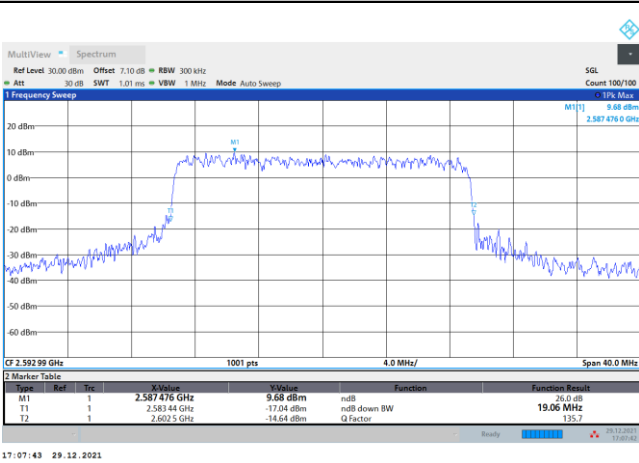 MultiView Spectrum
Ref Level 30.00 dBm Offset 7.10 dB RBW 300 kHz SGL
Att 30 dB SWT 1.01 ms VBW 1 MHz Mode Auto Sweep Count 100/100
1 Frequency Sweep 1Pk Max
M1[1] 9.68 dBm
2.587 476 0 GHz
20 dBm
M1
10 dBm
0 dBm
-10 dBm
T1 T2
-20 dBm
-30 dBm
-40 dBm
-50 dBm
-60 dBm
CF 2.592 99 GHz 1001 pts 4.0 MHz/ Span 40.0 MHz
2 Marker Table
Type Ref Trc X-Value Y-Value Function Function Result
M1 1 2.587 476 GHz 9.68 dBm ndB 26.0 dB
T1 1 2.583 44 GHz -17.04 dBm ndB down BW 19.06 MHz
T2 1 2.602 5 GHz -14.64 dBm Q Factor 135.7
Ready 29.12.2021
17:07:42
17:07:43 29.12.2021